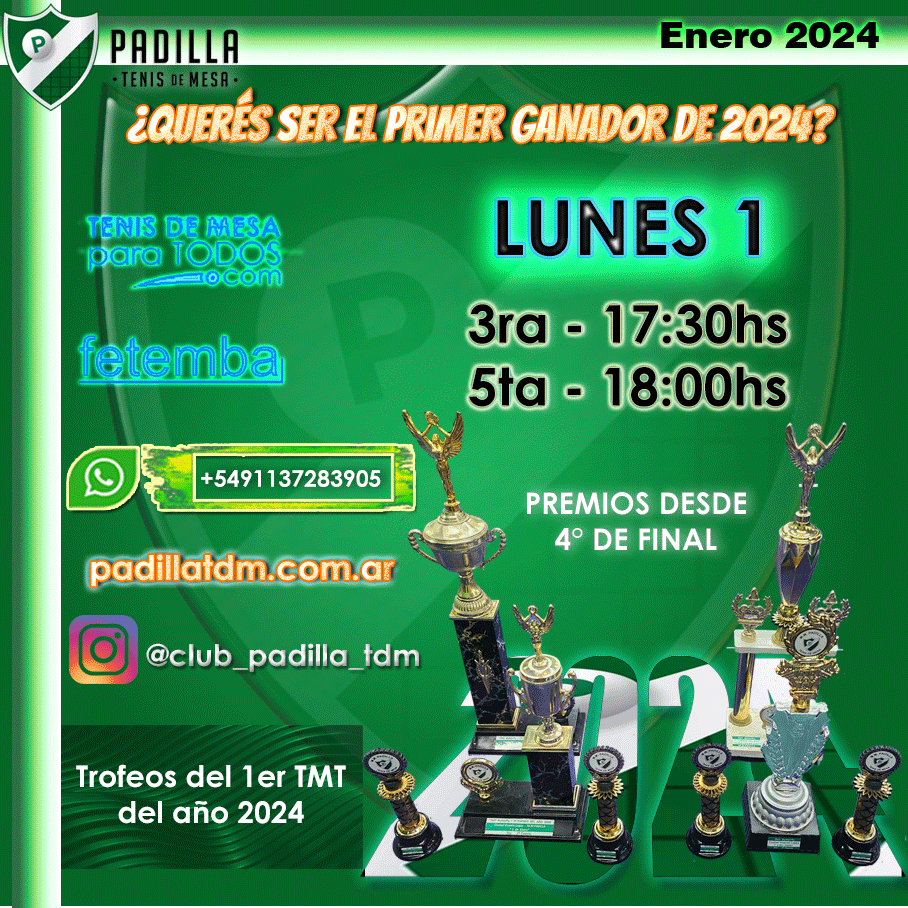 P
PADILLA
· TENIS DE MESA ·
Enero 2024
¿QUERÉS SER EL PRIMER GANADOR DE 2024?
TENIS DE MESA
para TODOS
.com
LUNES 1
3ra - 17:30hs
5ta - 18:00hs
fetemba
+5491137283905
PREMIOS DESDE
4° DE FINAL
padillatdm.com.ar
@club_padilla_tdm
2024
Trofeos del 1er TMT
del año 2024